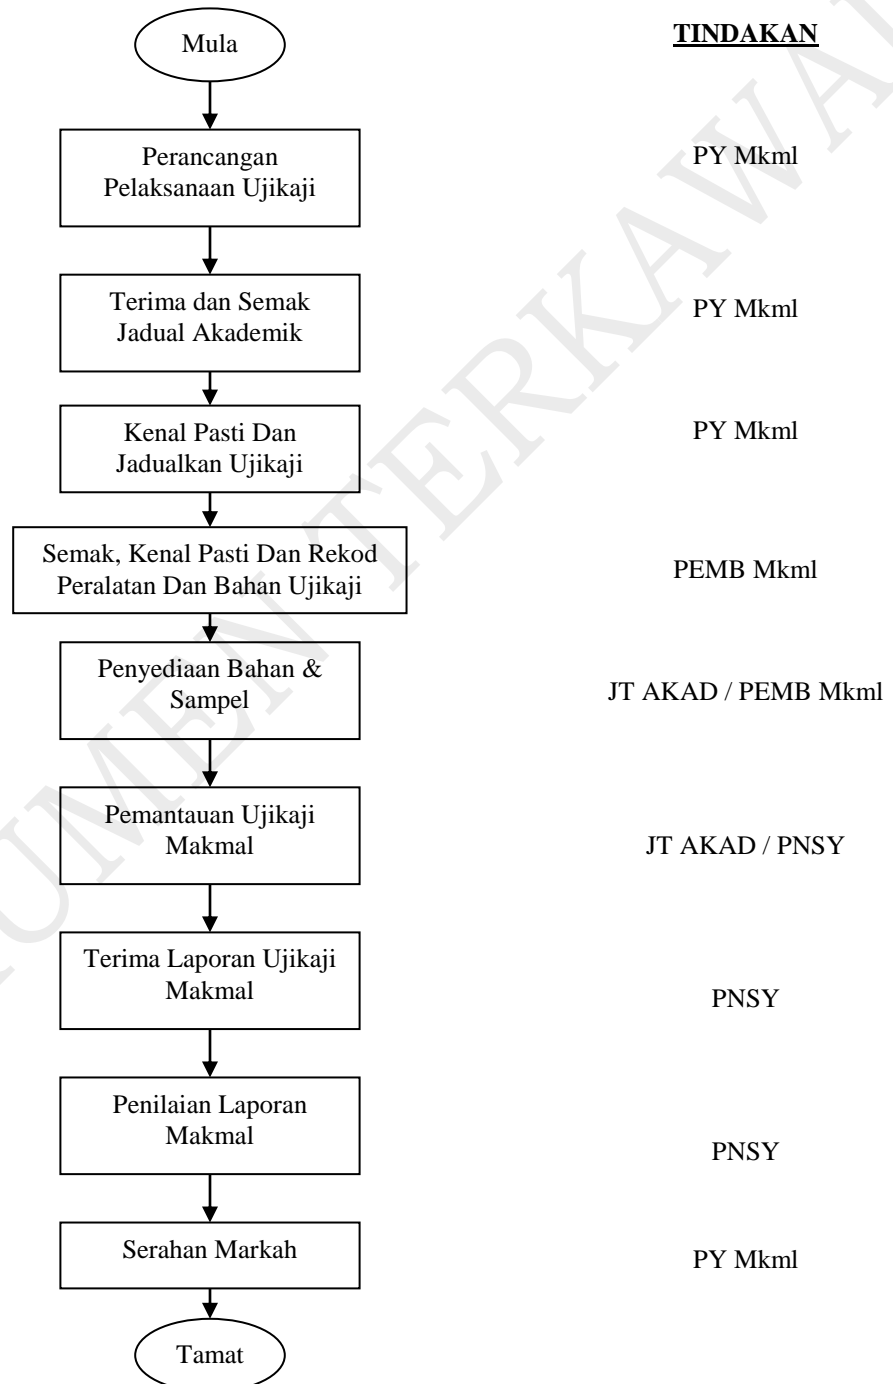 Mula
TINDAKAN
Perancangan
Pelaksanaan Ujikaji
PY Mkml
Terima dan Semak
Jadual Akademik
PY Mkml
Kenal Pasti Dan
Jadualkan Ujikaji
PY Mkml
Semak, Kenal Pasti Dan Rekod
Peralatan Dan Bahan Ujikaji
PEMB Mkml
Penyediaan Bahan &
Sampel
JT AKAD / PEMB Mkml
Pemantauan Ujikaji
Makmal
JT AKAD / PNSY
Terima Laporan Ujikaji
Makmal
PNSY
Penilaian Laporan
Makmal
PNSY
Serahan Markah
PY Mkml
Tamat
UMEN TERKAWA